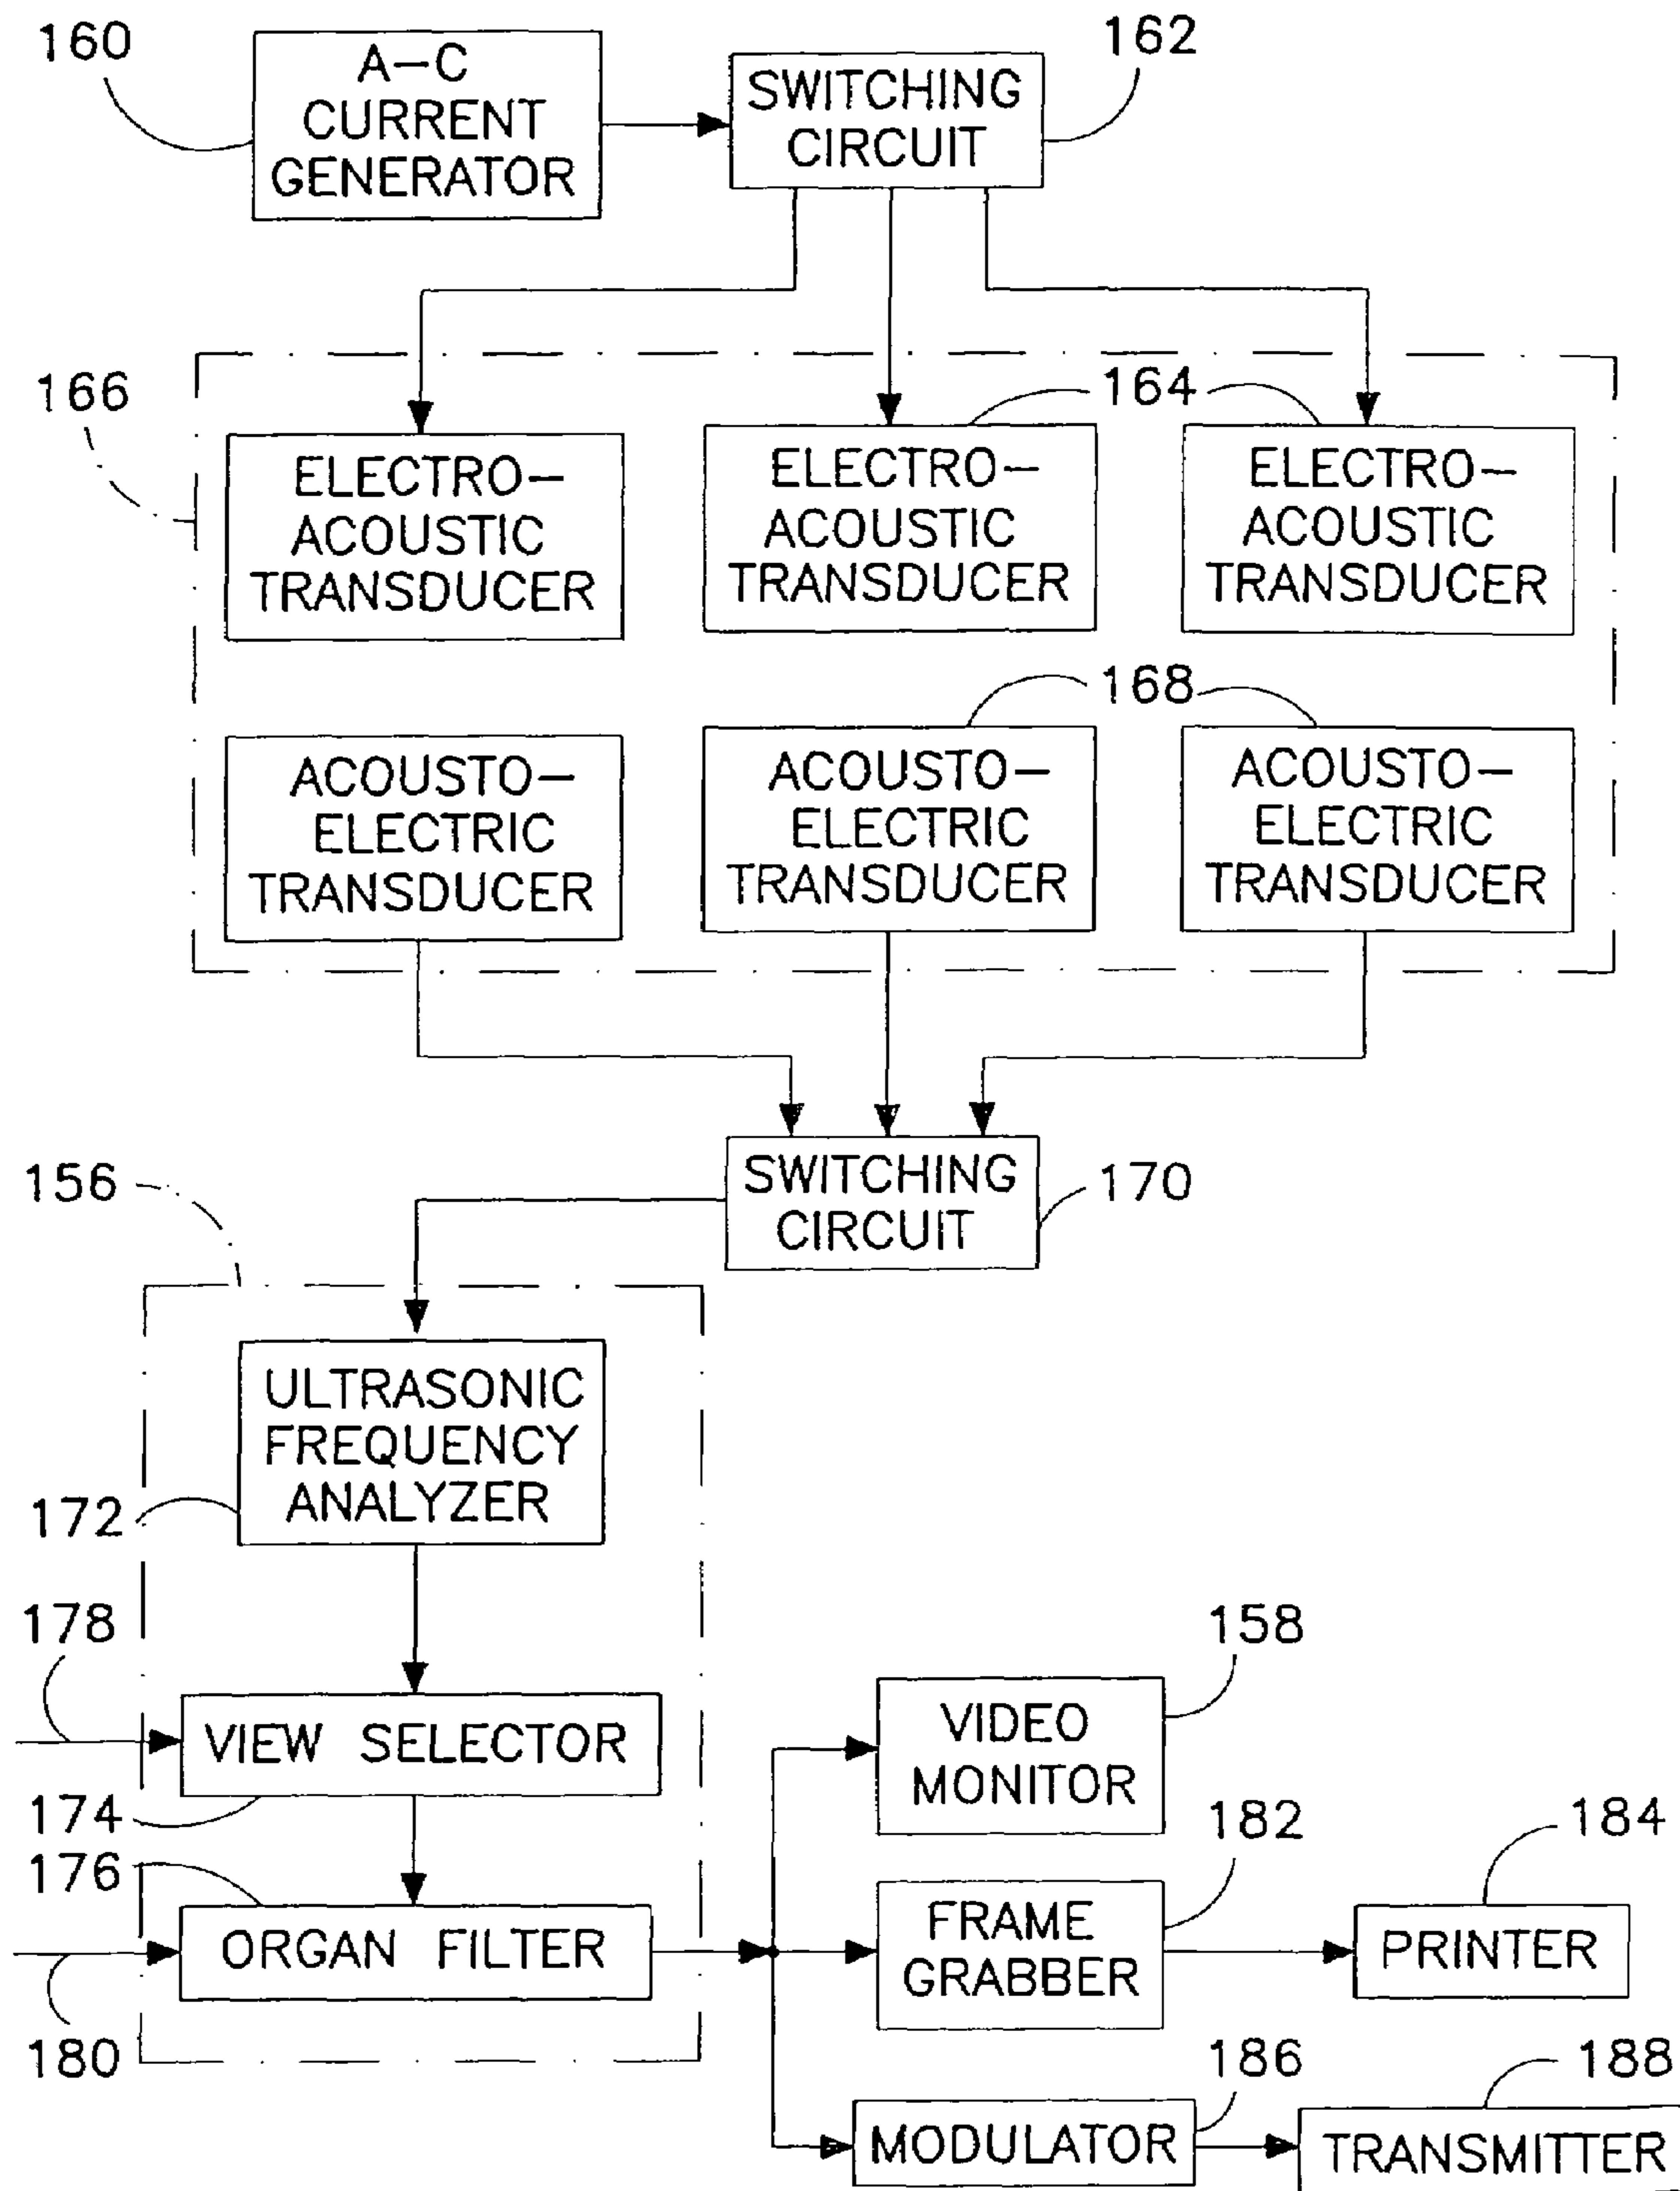 160
A-C
CURRENT
GENERATOR
SWITCHING
CIRCUIT
162
166
164
ELECTRO-
ACOUSTIC
TRANSDUCER
ELECTRO-
ACOUSTIC
TRANSDUCER
ELECTRO-
ACOUSTIC
TRANSDUCER
168
ACOUSTO-
ELECTRIC
TRANSDUCER
ACOUSTO-
ELECTRIC
TRANSDUCER
ACOUSTO-
ELECTRIC
TRANSDUCER
156
SWITCHING
CIRCUIT
170
ULTRASONIC
FREQUENCY
ANALYZER
172
178
VIEW SELECTOR
174
176
ORGAN FILTER
180
158
VIDEO
MONITOR
182
FRAME
GRABBER
184
PRINTER
186
MODULATOR
188
TRANSMITTER